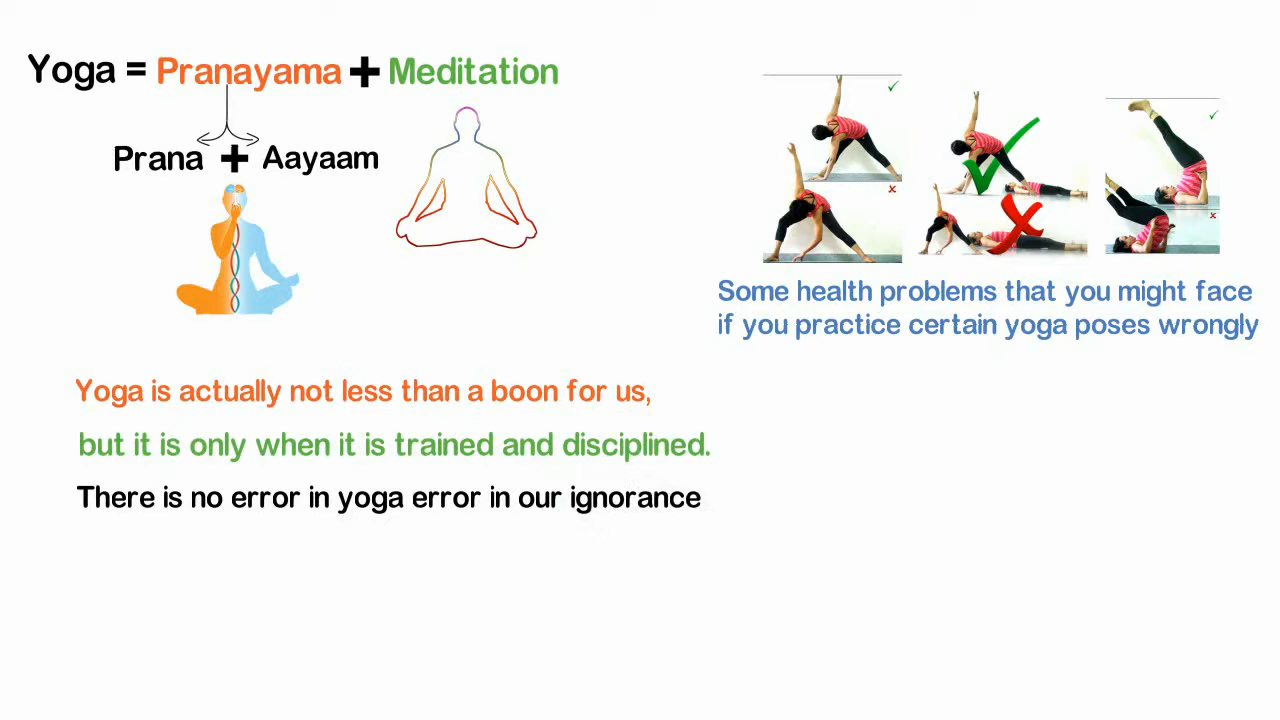 Yoga = Pranayama + Meditation
Prana + Aayaam
Some health problems that you might face
if you practice certain yoga poses wrongly
Yoga is actually not less than a boon for us,
but it is only when it is trained and disciplined.
There is no error in yoga error in our ignorance